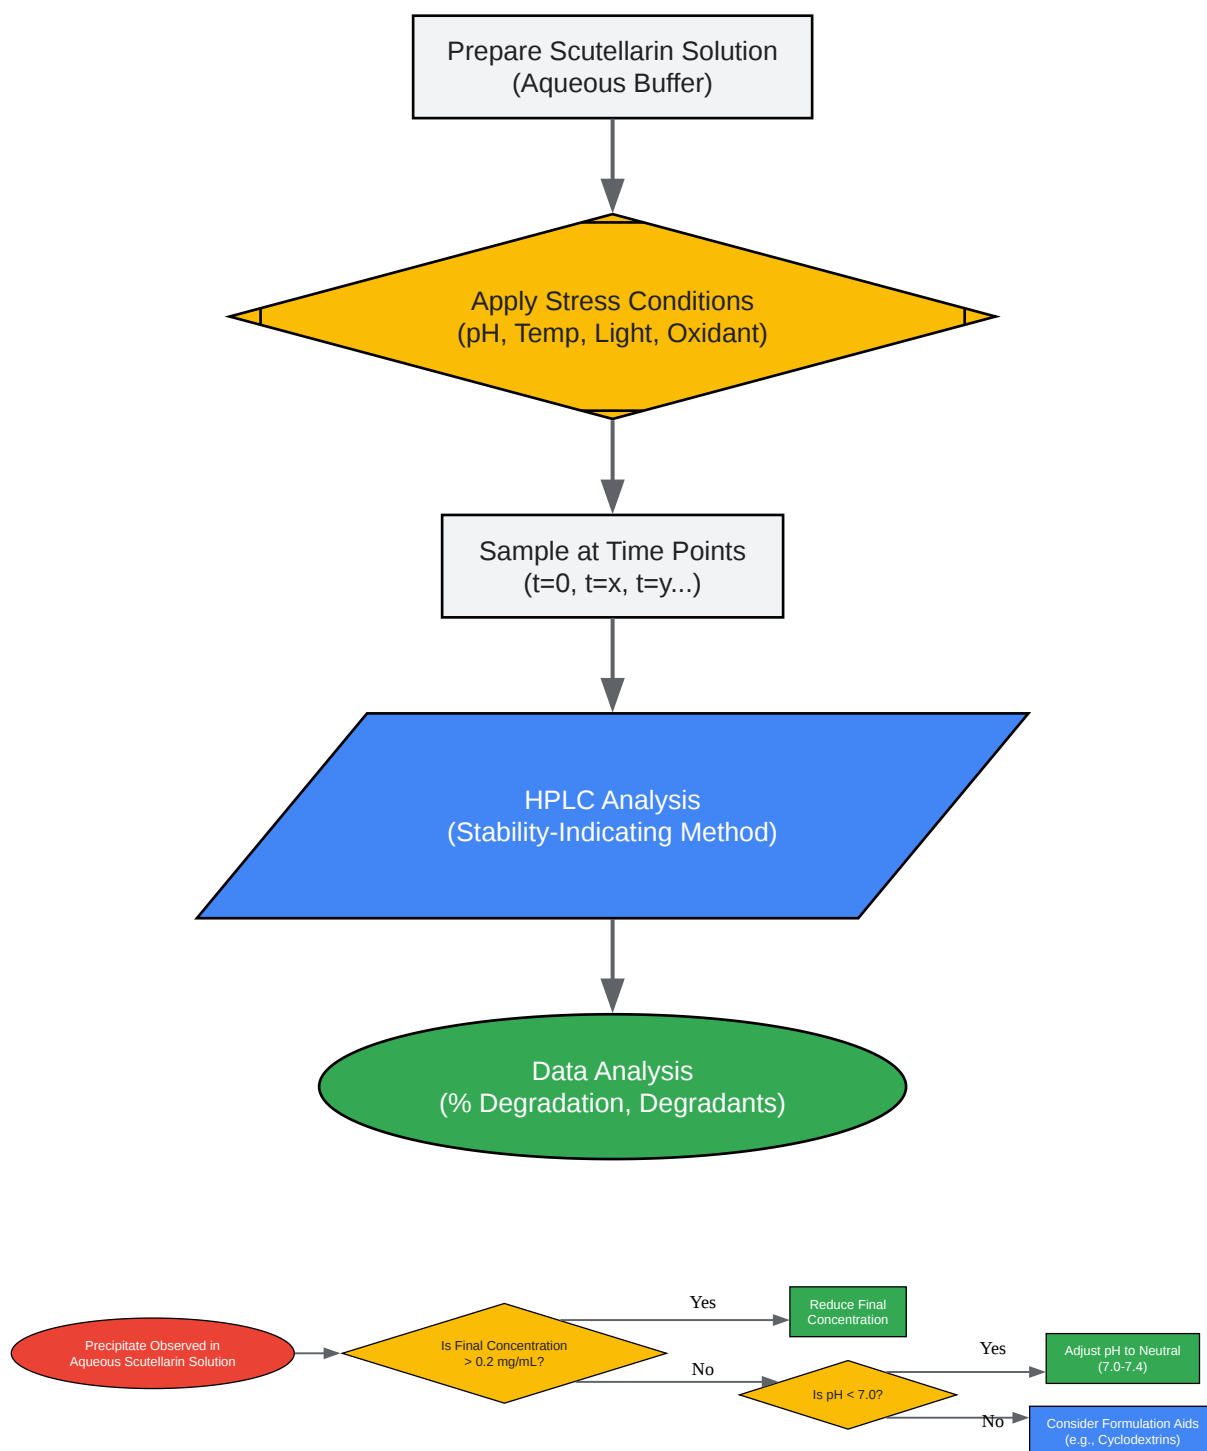 Prepare Scutellarin Solution
(Aqueous Buffer)
Apply Stress Conditions
(pH, Temp, Light, Oxidant)
Sample at Time Points
(t=0, t=x, t=y...)
HPLC Analysis
(Stability-Indicating Method)
Data Analysis
(% Degradation, Degradants)
Precipitate Observed in
Aqueous Scutellarin Solution
Is Final Concentration
> 0.2 mg/mL?
Yes
Reduce Final
Concentration
No
Is pH < 7.0?
Yes
Adjust pH to Neutral
(7.0-7.4)
No
Consider Formulation Aids
(e.g., Cyclodextrins)